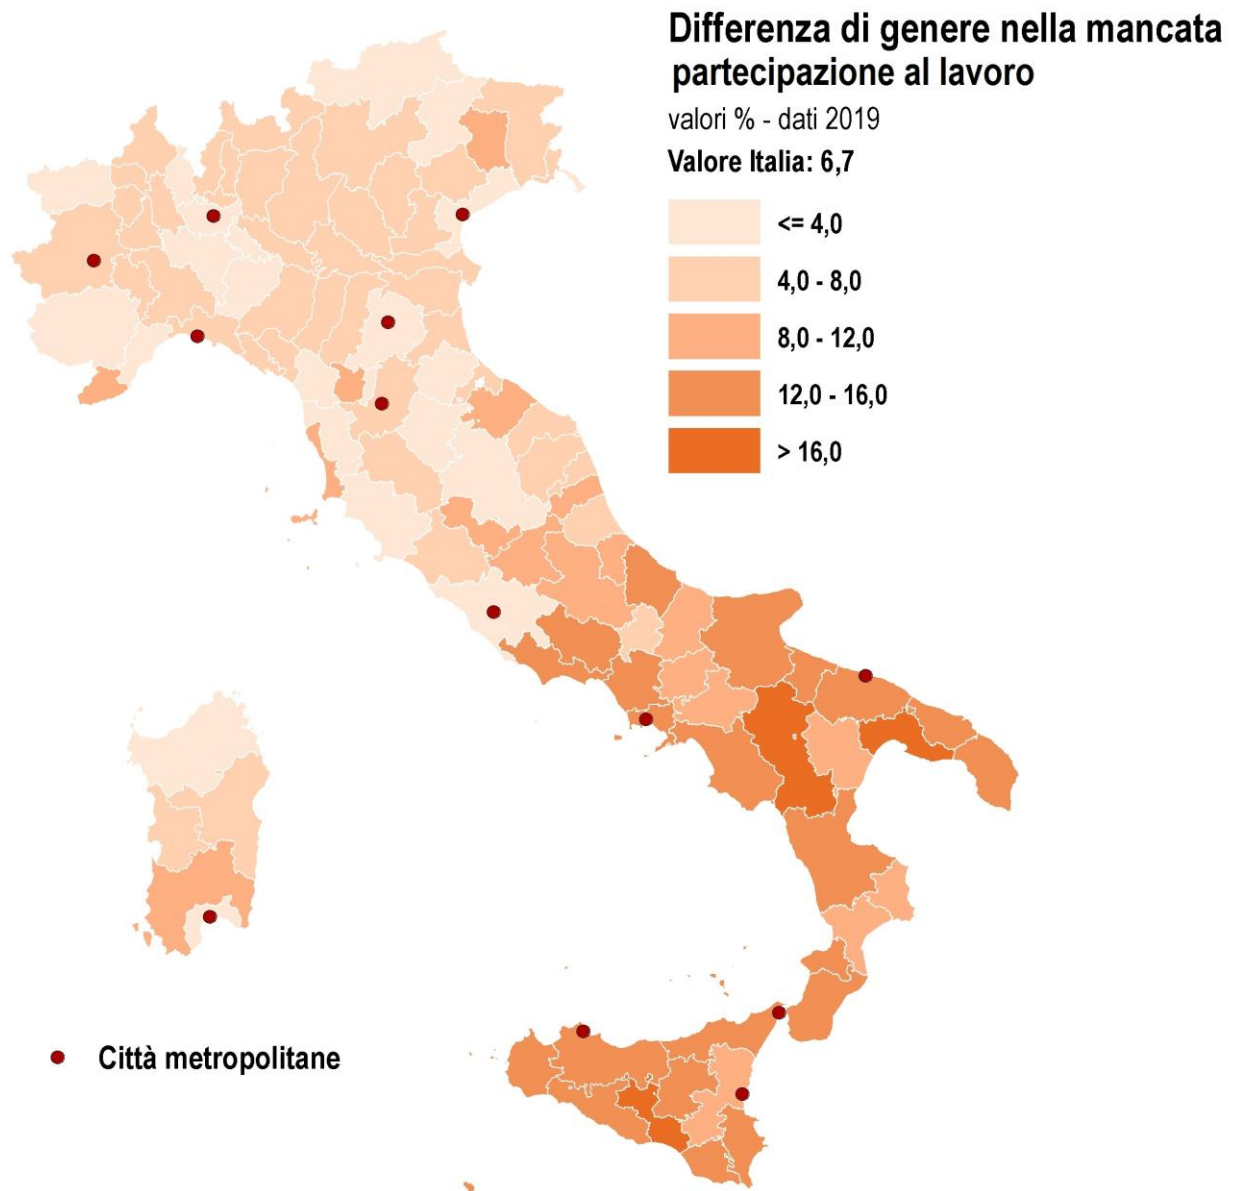 Differenza di genere nella mancata
partecipazione al lavoro
valori % - dati 2019
Valore Italia: 6,7
<= 4,0
4,0 - 8,0
8,0 - 12,0
12,0 - 16,0
> 16,0
Città metropolitane